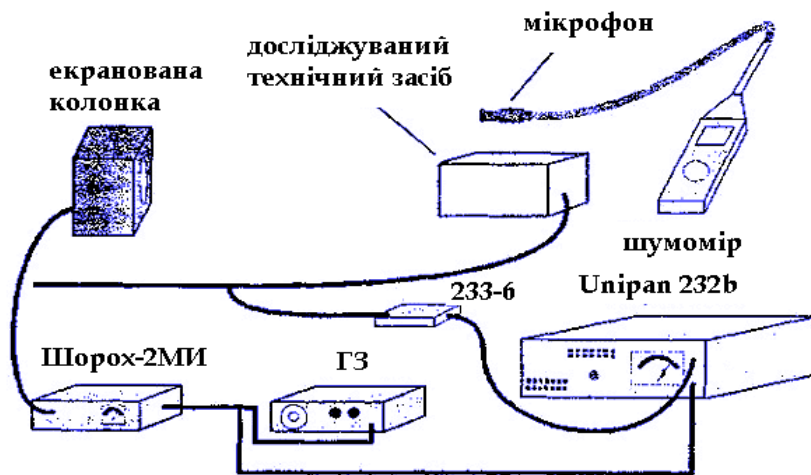 мікрофон
досліджуваний
технічний засіб
екранована
колонка
шумомір
233-6
Unipan 232b
Шорох-2МИ
ГЗ